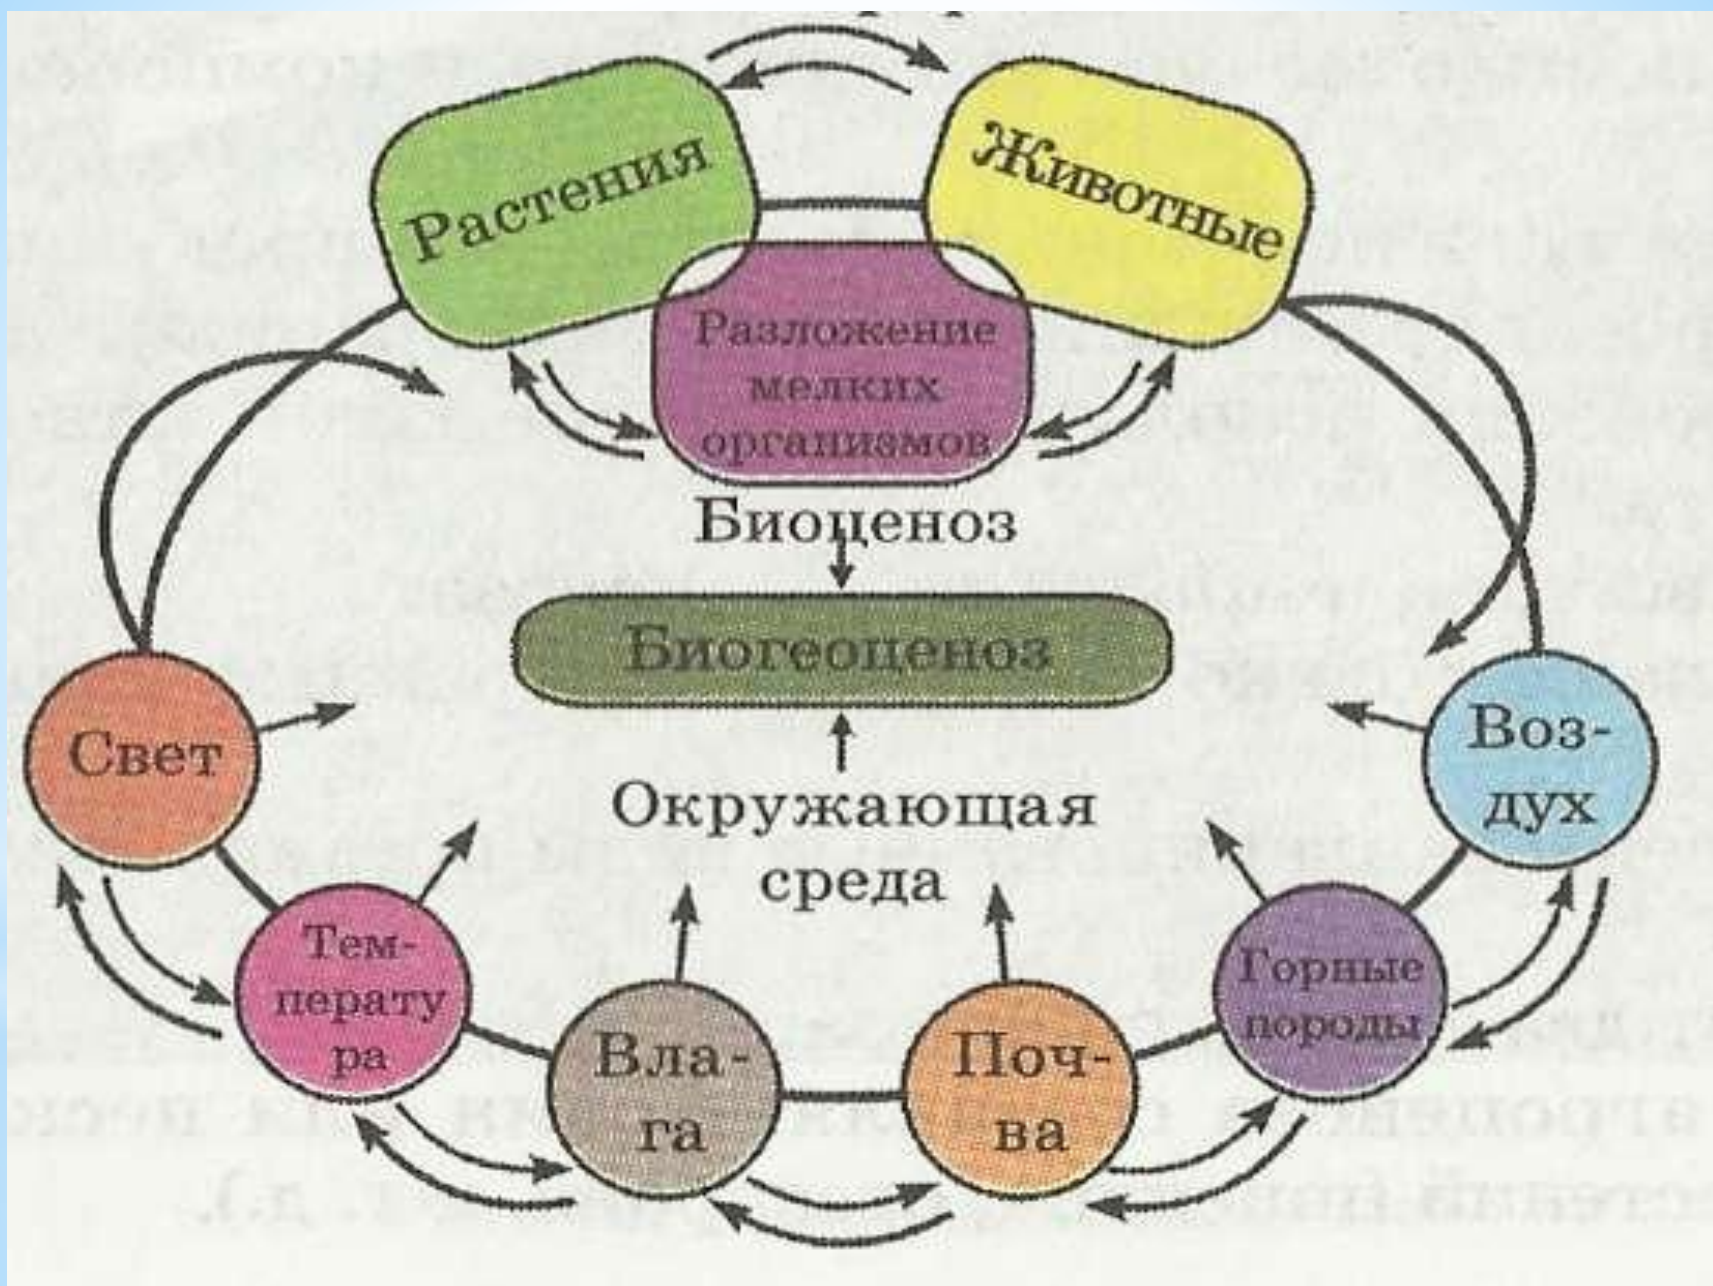 Растения
Животные
Разложение
мелких
организмов
Биоценоз
Биогеоценоз
Свет
Воз-
дух
Окружающая
среда
Тем-
перату
ра
Вла-
га
Поч-
ва
Горные
породы